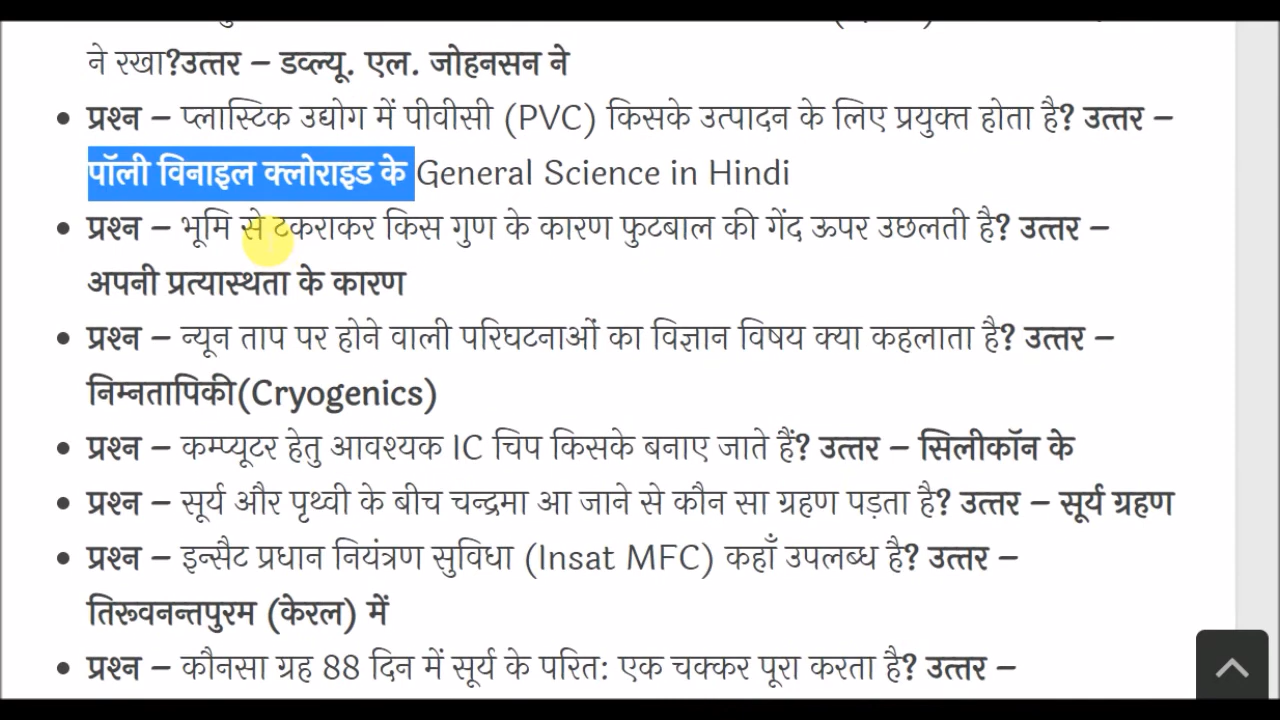 ने रखा?उत्तर – डव्ल्यू. एल. जोहनसन ने
• प्रश्न – प्लास्टिक उद्योग में पीवीसी (PVC) किसके उत्पादन के लिए प्रयुक्त होता है? उत्तर –
पॉली विनाइल क्लोराइड के General Science in Hindi
• प्रश्न – भूमि से टकराकर किस गुण के कारण फुटबाल की गेंद ऊपर उछलती है? उत्तर –
अपनी प्रत्यास्थता के कारण
• प्रश्न – न्यून ताप पर होने वाली परिघटनाओं का विज्ञान विषय क्या कहलाता है? उत्तर –
निम्नतापिकी(Cryogenics)
• प्रश्न – कम्प्यूटर हेतु आवश्यक IC चिप किसके बनाए जाते हैं? उत्तर – सिलीकॉन के
• प्रश्न – सूर्य और पृथ्वी के बीच चन्द्रमा आ जाने से कौन सा ग्रहण पड़ता है? उत्तर – सूर्य ग्रहण
• प्रश्न – इन्सैट प्रधान नियंत्रण सुविधा (Insat MFC) कहाँ उपलब्ध है? उत्तर –
तिरूवनन्तपुरम (केरल) में
• प्रश्न – कौनसा ग्रह 88 दिन में सूर्य के परित: एक चक्कर पूरा करता है? उत्तर –